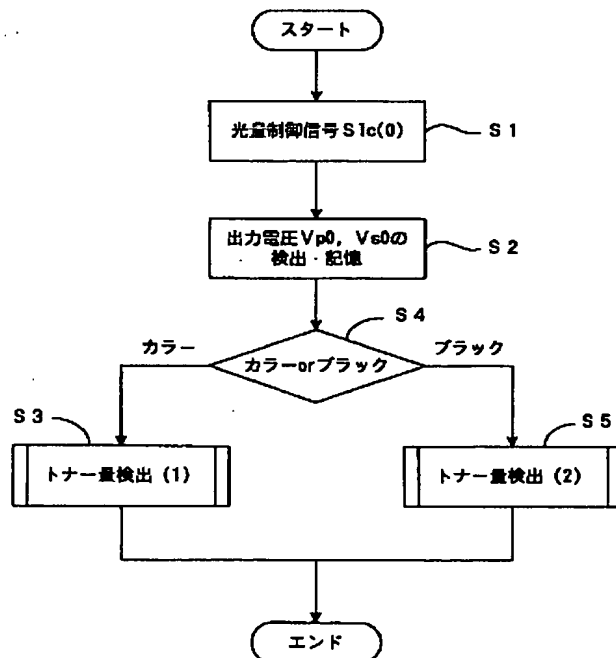 スタート
光量制御信号Slc(0)
S1
出力電圧Vp0，Vs0の
検出・記憶
S2
S4
カラー
カラーorブラック
ブラック
S3
トナー量検出（1）
S5
トナー量検出（2）
エンド